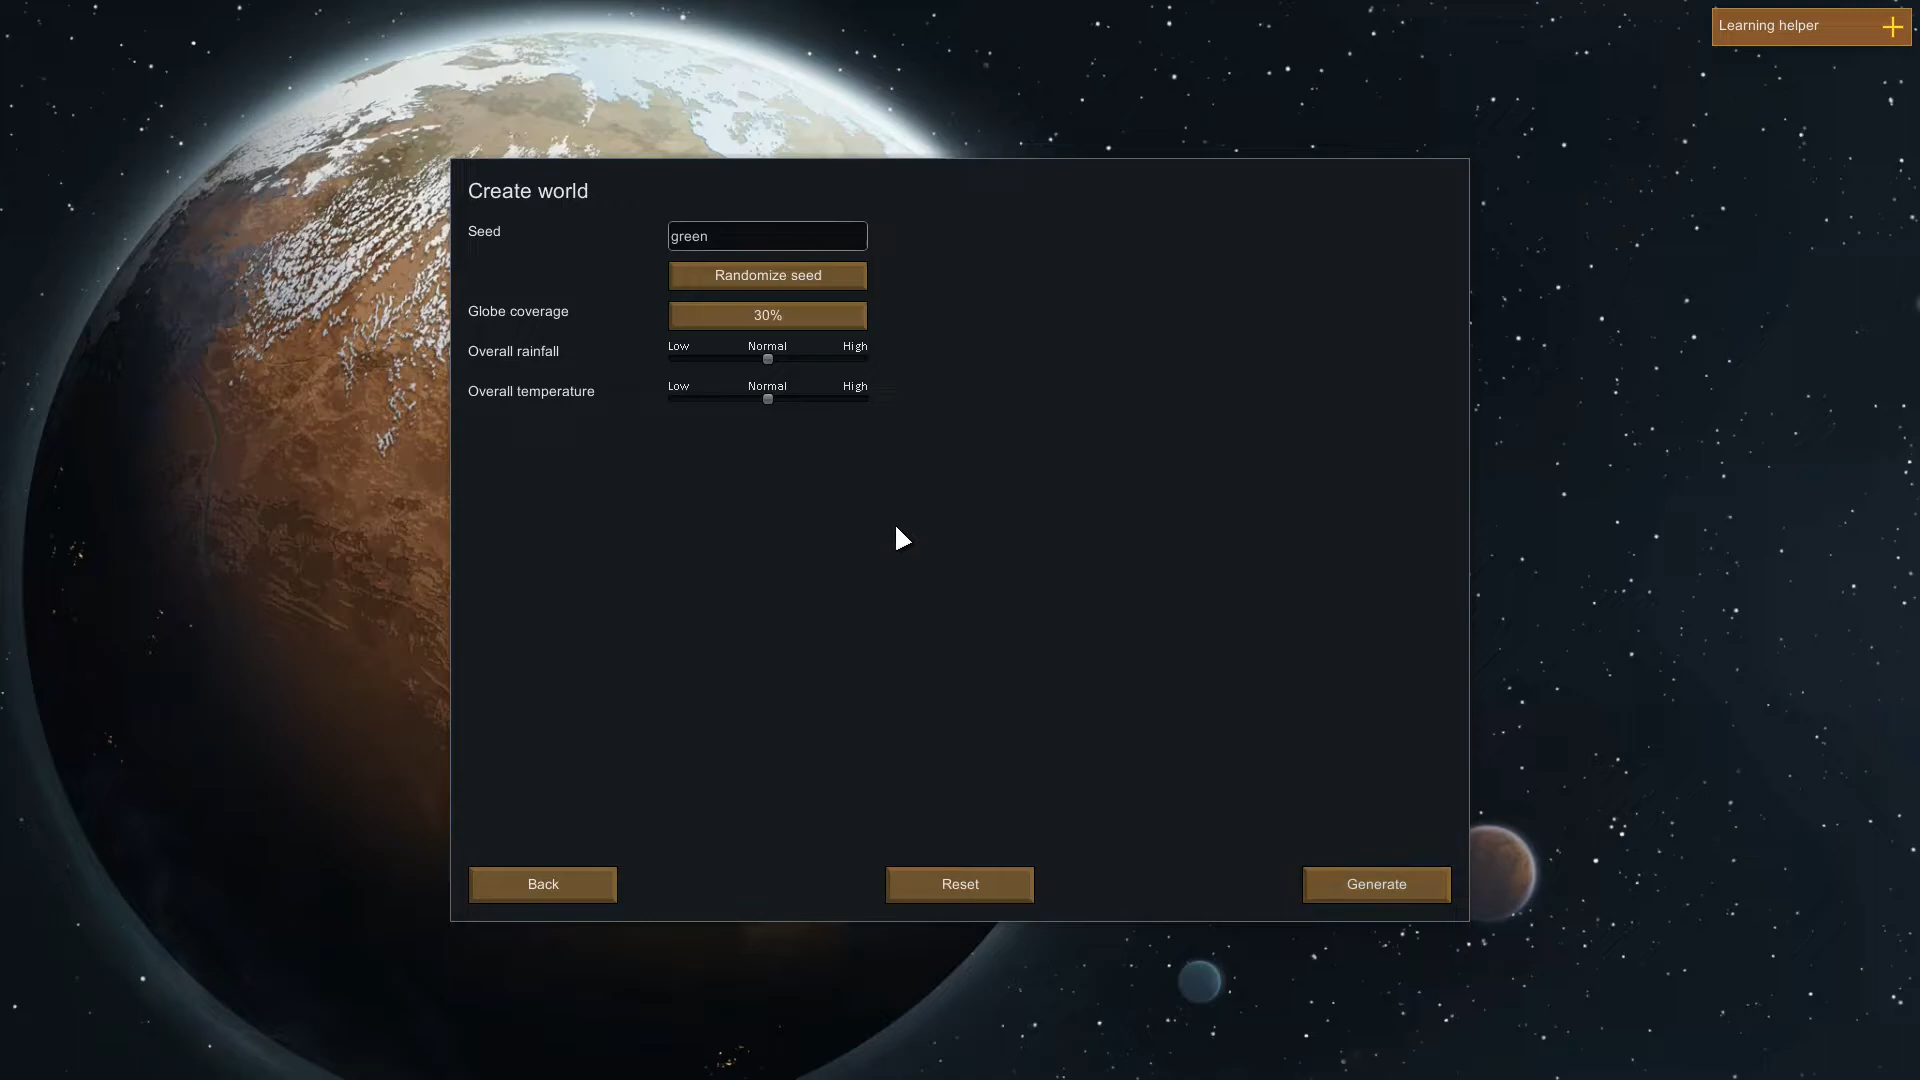 Learning helper
Create world
Seed
green
Randomize seed
Globe coverage
30%
Overall rainfall
Low Normal High
Overall temperature
Low Normal High
Back
Reset
Generate